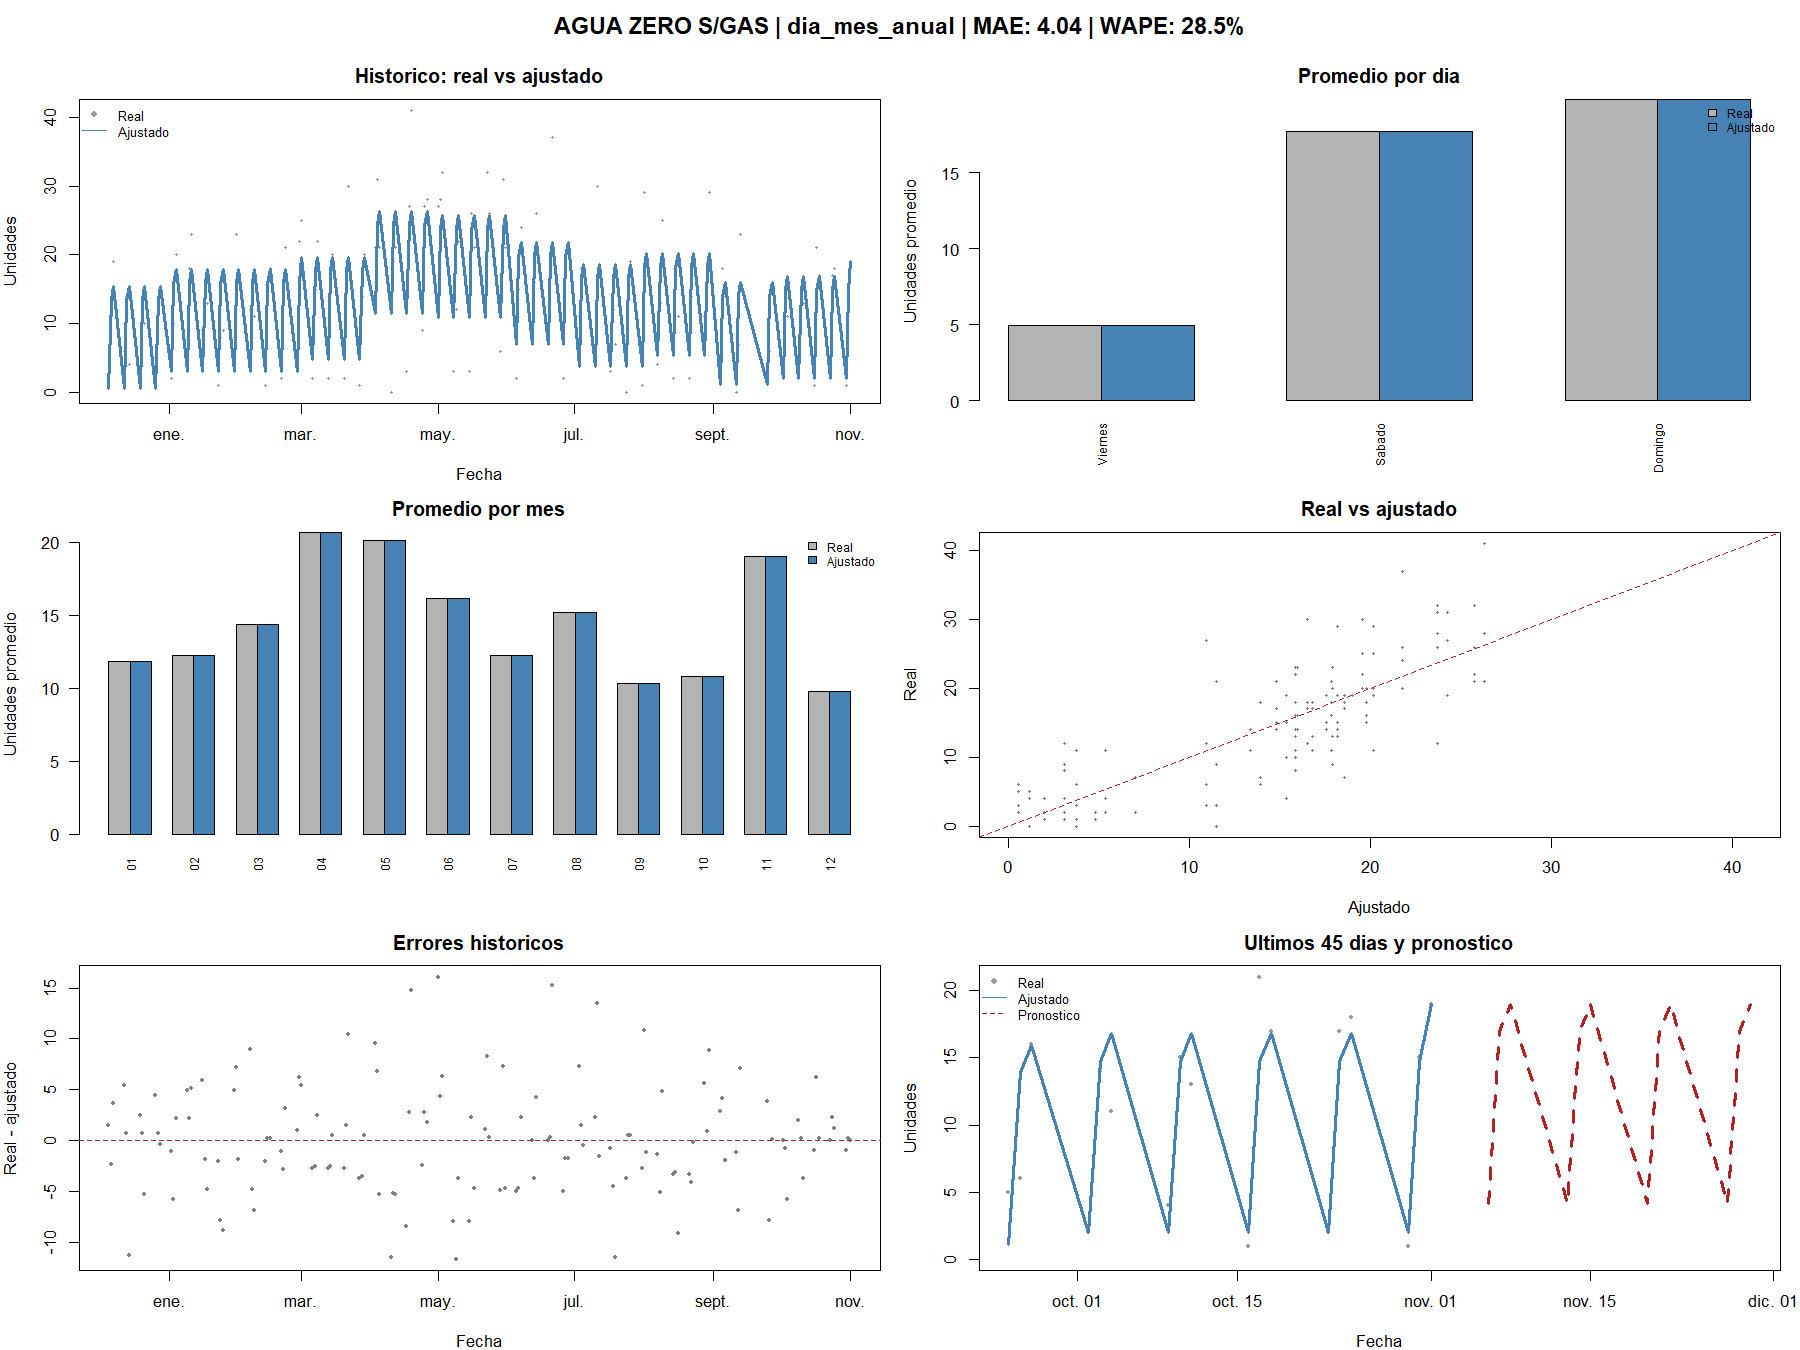 AGUA ZERO S/GAS | dia_mes_anual | MAE: 4.04 | WAPE: 28.5%
Historico: real vs ajustado
Real
Ajustado
Unidades
0
10
20
30
40
ene.
mar.
may.
jul.
sept.
nov.
Fecha
Promedio por dia
Real
Ajustado
Unidades promedio
0
5
10
15
Viernes
Sabado
Domingo
Promedio por mes
Real
Ajustado
Unidades promedio
0
5
10
15
20
01
02
03
04
05
06
07
08
09
10
11
12
Real vs ajustado
Real
0
10
20
30
40
0
10
20
30
40
Ajustado
Errores historicos
Real - ajustado
-10
-5
0
5
10
15
ene.
mar.
may.
jul.
sept.
nov.
Fecha
Ultimos 45 dias y pronostico
Real
Ajustado
Pronostico
Unidades
0
5
10
15
20
oct. 01
oct. 15
nov. 01
nov. 15
dic. 01
Fecha